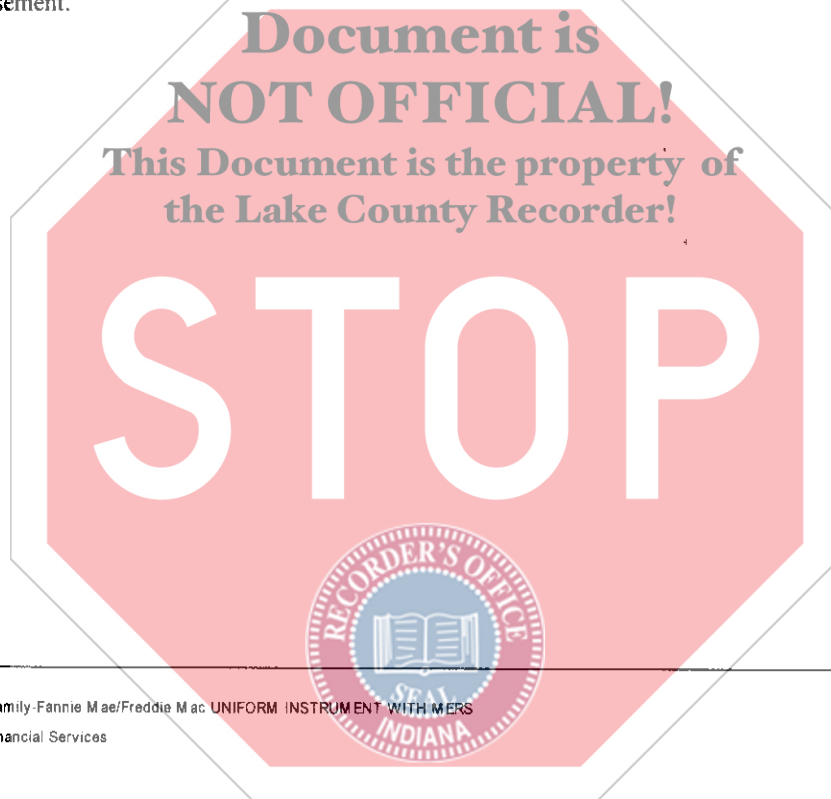 sement.
Document is
NOT OFFICIAL!
This Document is the property of
the Lake County Recorder!
STOP
RECORDER'S OFFICE
SEAL
INDIANA
amily-Fannie Mae/Freddie Mac UNIFORM INSTRUMENT WITH MERS
nancial Services